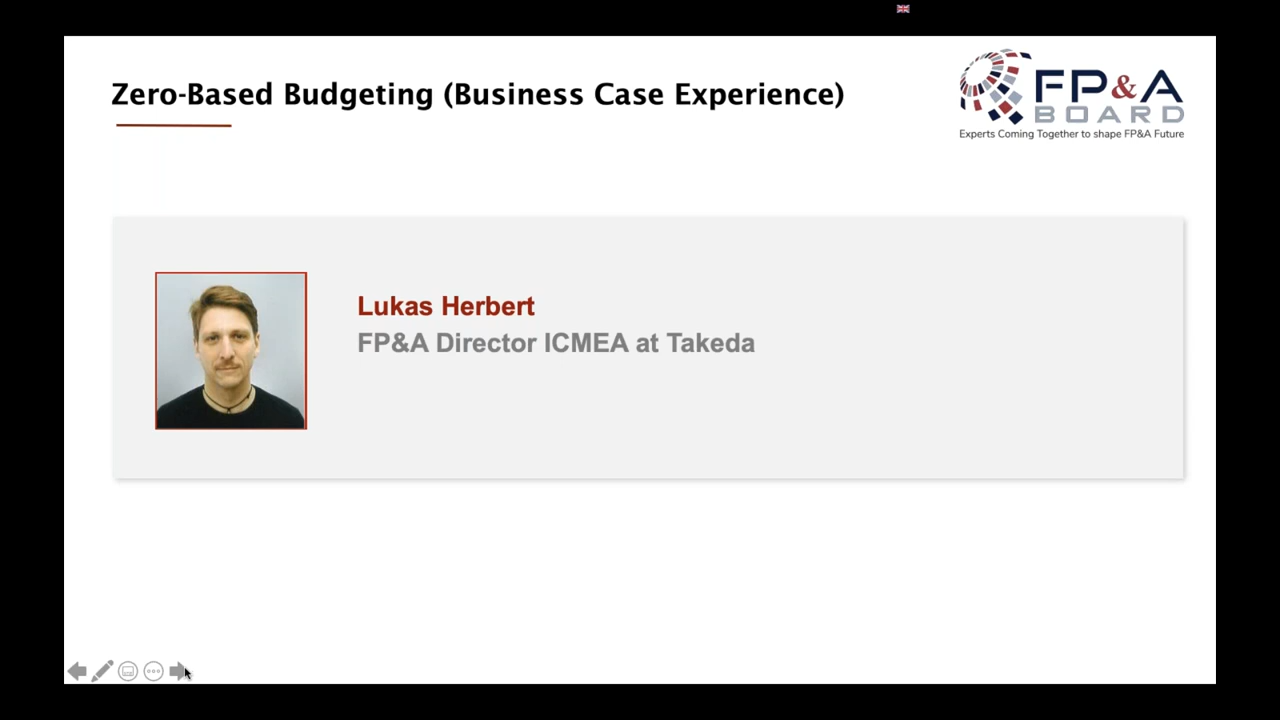 Zero-Based Budgeting (Business Case Experience)
FP&A
BOARD
Experts Coming Together to shape FP&A Future
Lukas Herbert
FP&A Director ICMEA at Takeda